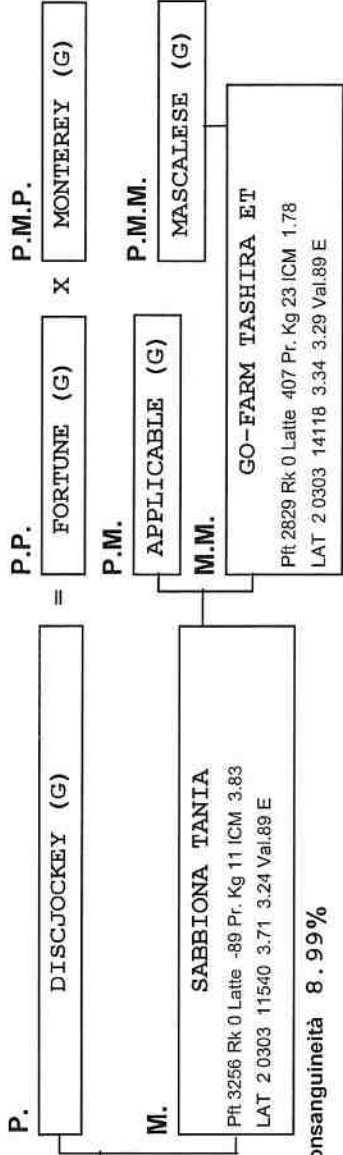 P.
DISCJOCKEY (G)
=
P.P.
FORTUNE (G)
X
P.M.P.
MONTEREY (G)
M.
SABBIONA TANIA
Pft 3256 Rk 0 Latte -89 Pr. Kg 11 ICM 3.83
LAT 2 0303 11540 3.71 3.24 Val.89 E
P.M.
APPLICABLE (G)
P.M.M.
MASCALESE (G)
M.M.
GO-FARM TASHIRA ET
Pft 2829 Rk 0 Latte 407 Pr. Kg 23 ICM 1.78
LAT 2 0303 14118 3.34 3.29 Val.89 E
onsanguineità 8.99%